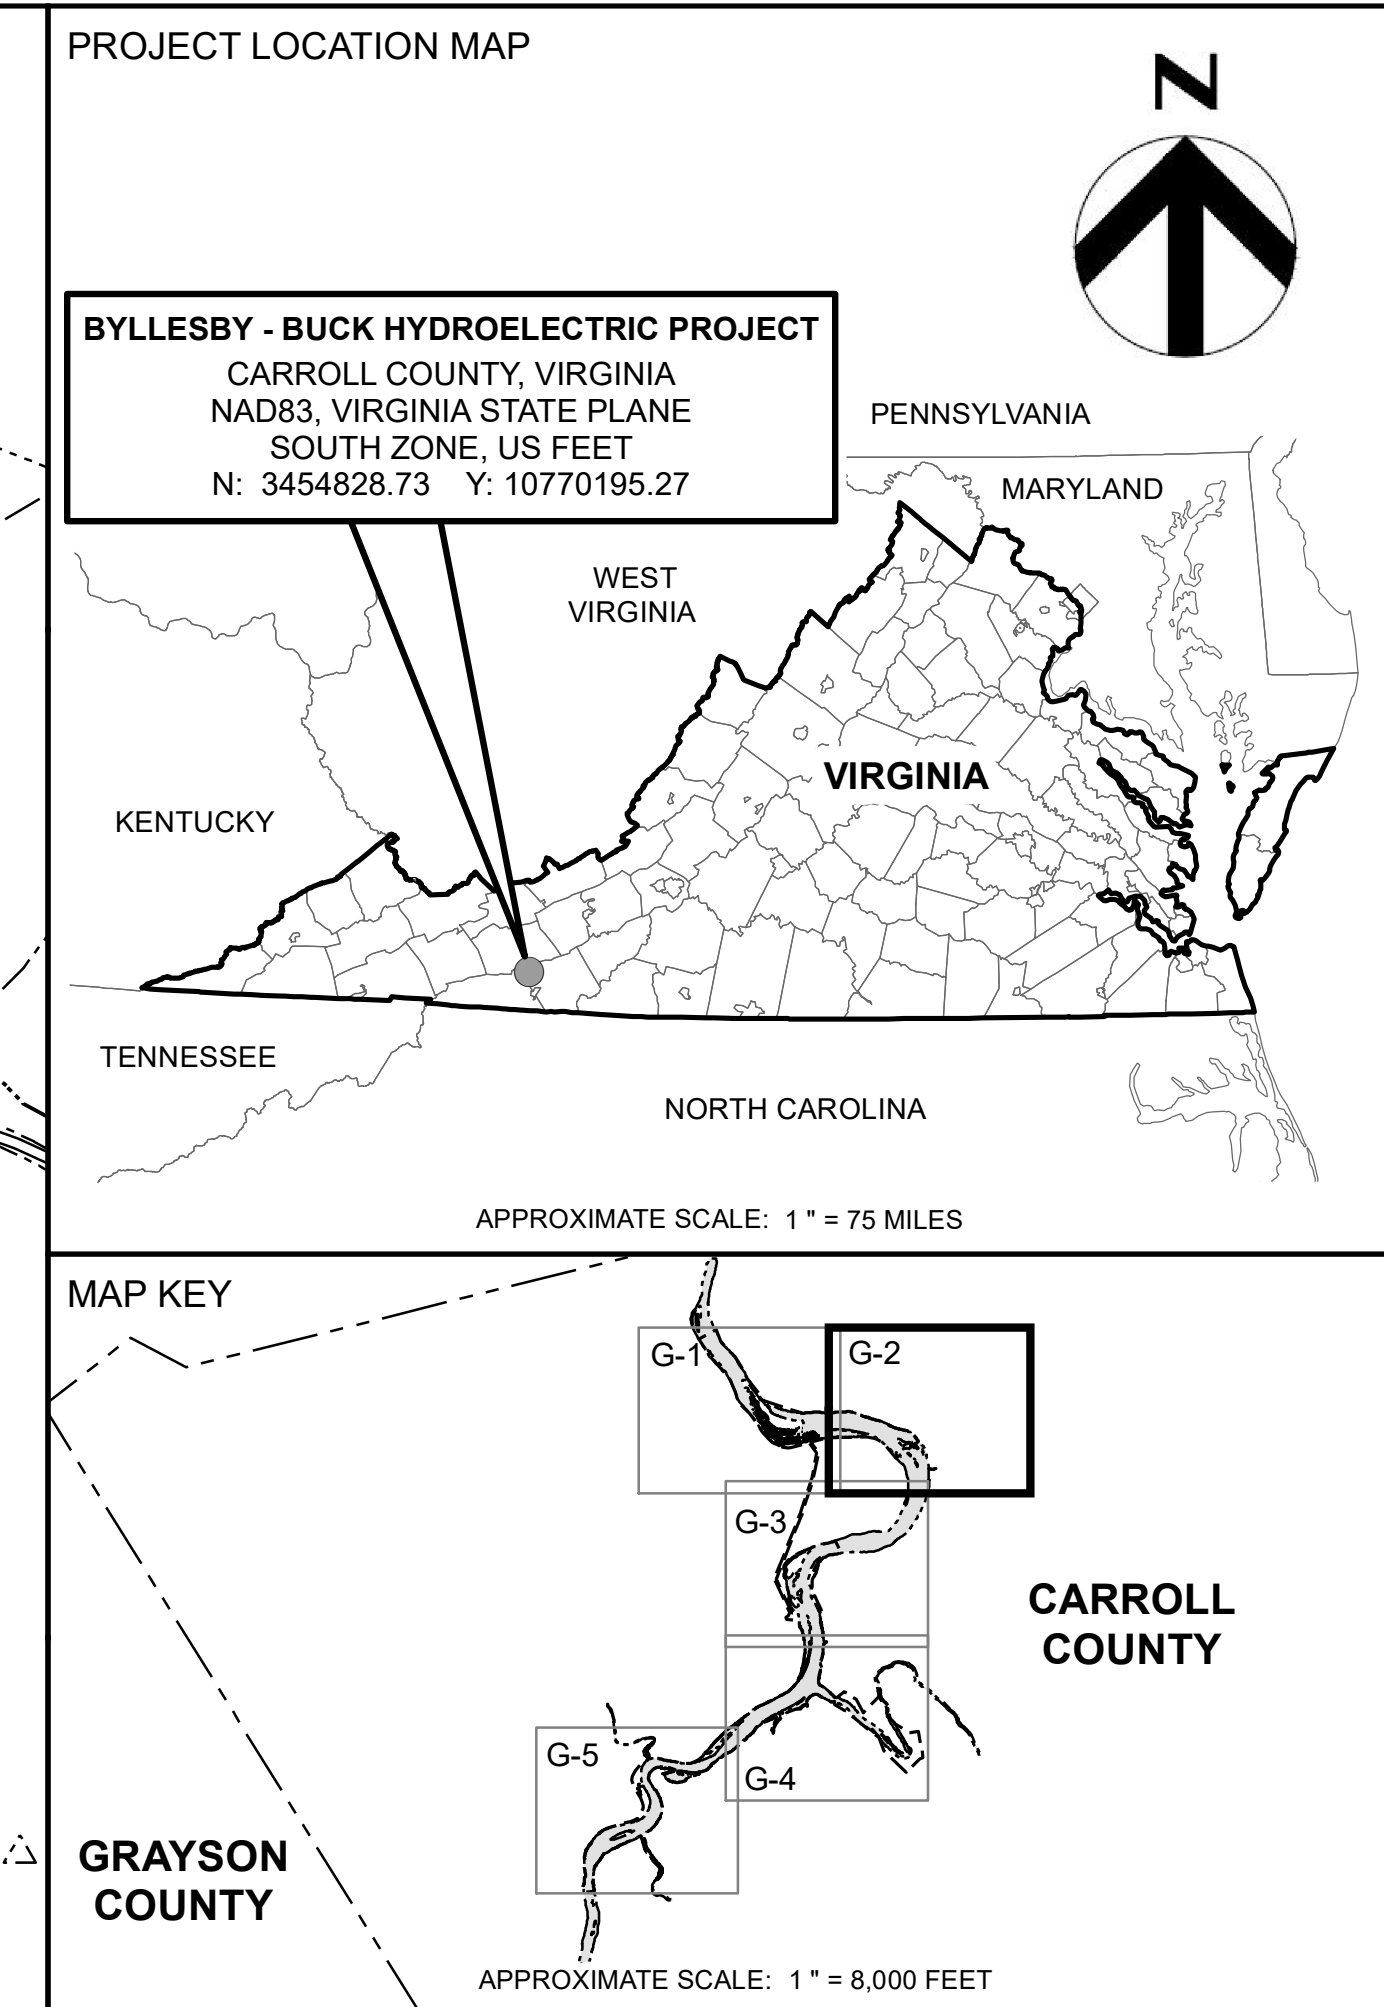 PROJECT LOCATION MAP
N
BYLLESBY - BUCK HYDROELECTRIC PROJECT
CARROLL COUNTY, VIRGINIA
NAD83, VIRGINIA STATE PLANE
SOUTH ZONE, US FEET
N: 3454828.73 Y: 10770195.27
PENNSYLVANIA
MARYLAND
WEST
VIRGINIA
VIRGINIA
KENTUCKY
TENNESSEE
NORTH CAROLINA
APPROXIMATE SCALE: 1 " = 75 MILES
MAP KEY
G-1
G-2
G-3
CARROLL
COUNTY
G-5
G-4
GRAYSON
COUNTY
APPROXIMATE SCALE: 1 " = 8,000 FEET